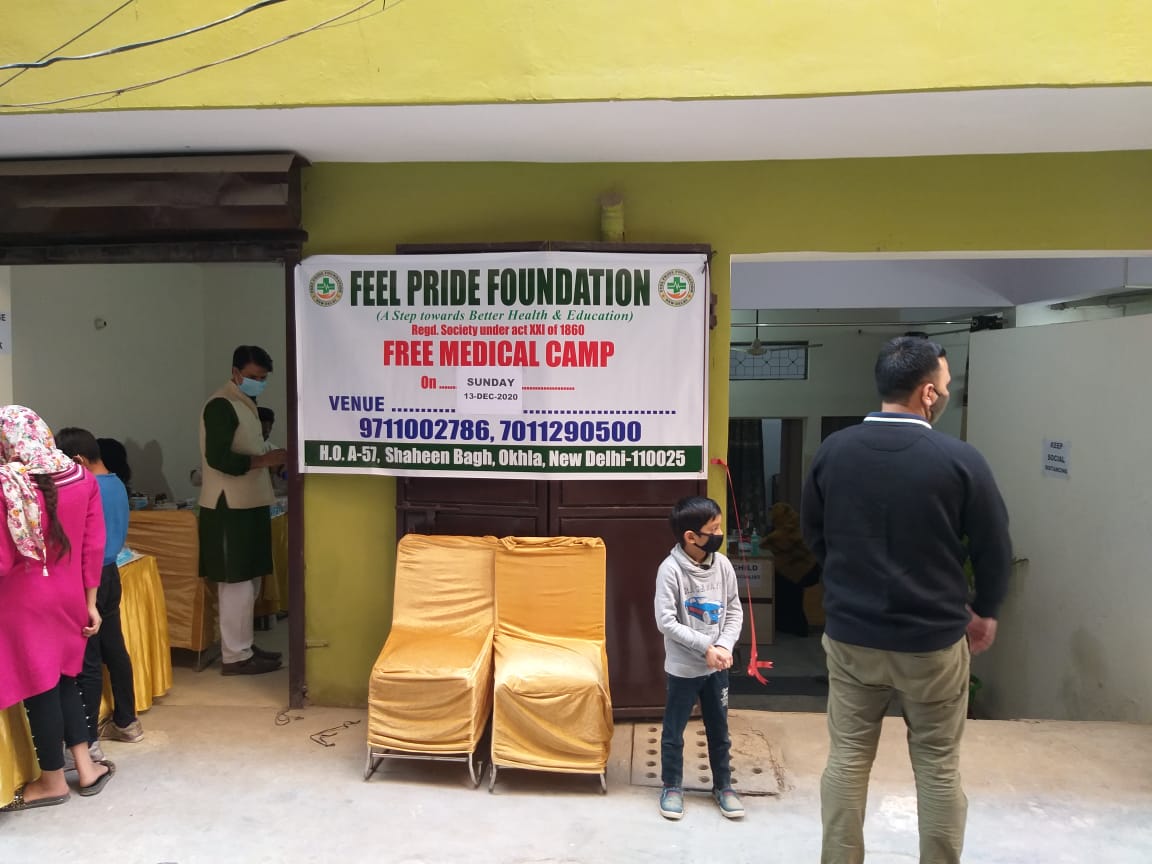 FEEL PRIDE FOUNDATION
(A Step towards Better Health & Education)
Regd. Society under act XXI of 1860
FREE MEDICAL CAMP
On ..... SUNDAY ....................
13-DEC-2020
VENUE ............ ............................
9711002786, 7011290500
H.O. A-57, Shaheen Bagh, Okhla, New Delhi-110025
KEEP
SOCIAL
DISTANCING
CHILD